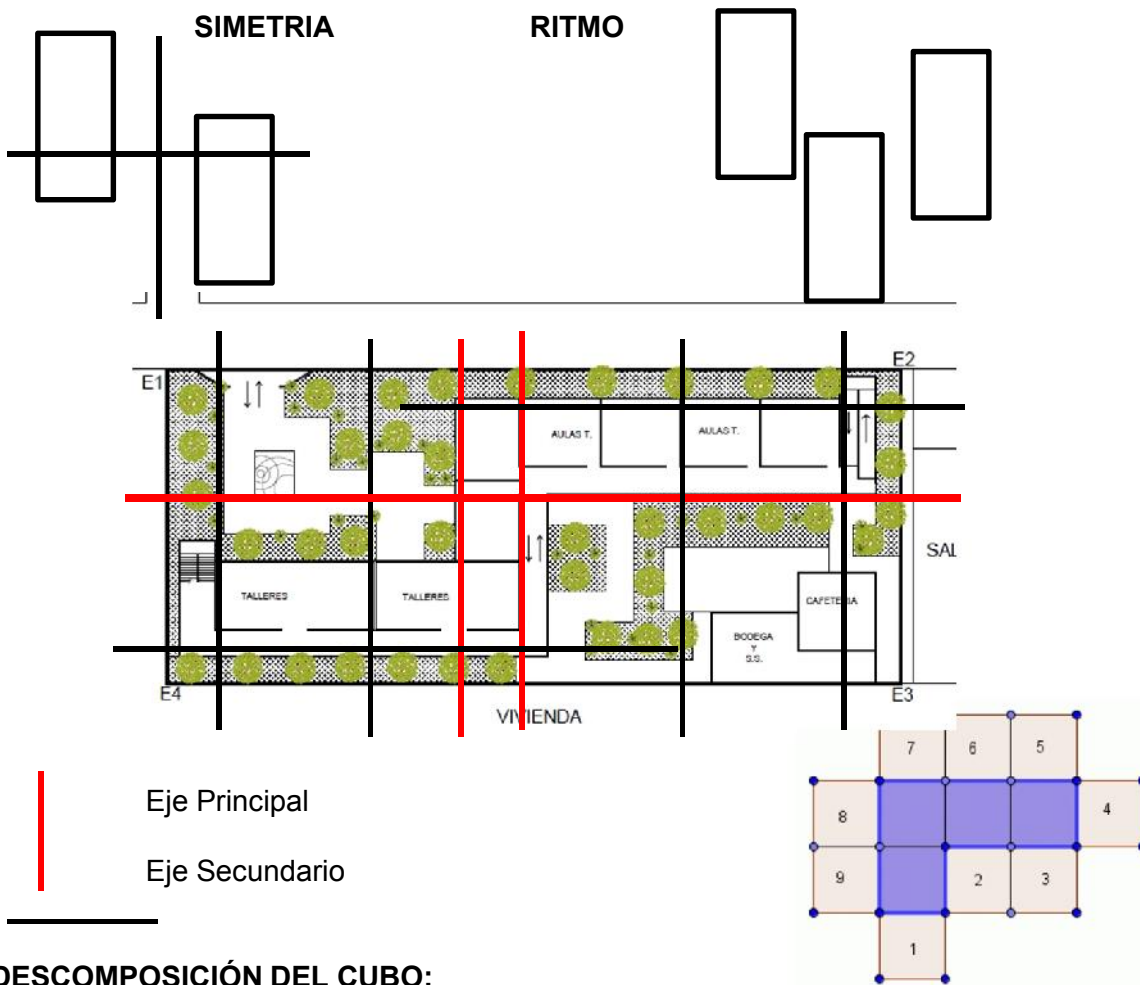 SIMETRIA
RITMO
E1
E2
AULAS T.
AULAS T.
SAL
TALLERES
TALLERES
CAFETERIA
BODEGA
Y
S.S.
E4
E3
VIVIENDA
7
6
5
Eje Principal
8
4
Eje Secundario
9
2
3
1
DESCOMPOSICIÓN DEL CUBO: